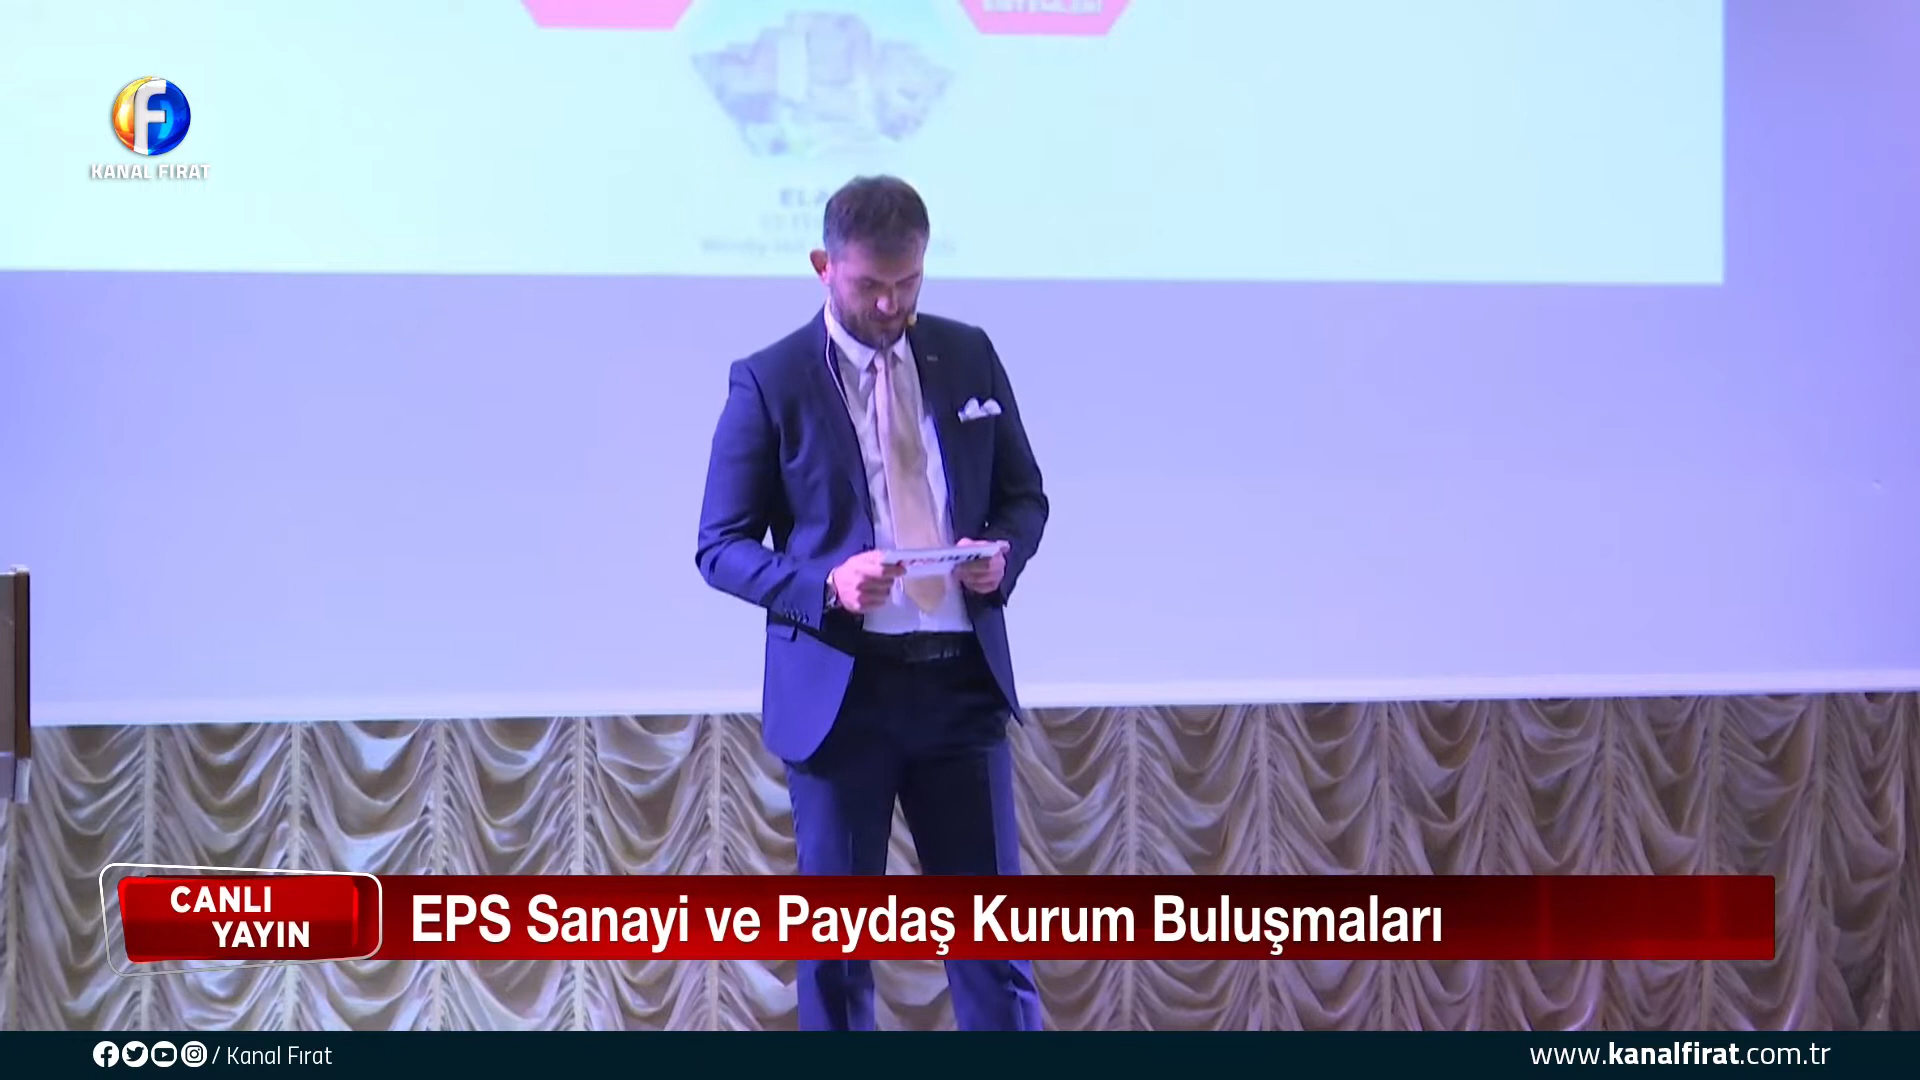 KANAL FIRAT
CANLI
YAYIN
EPS Sanayi ve Paydaş Kurum Buluşmaları
/ Kanal Fırat
www.kanalfirat.com.tr